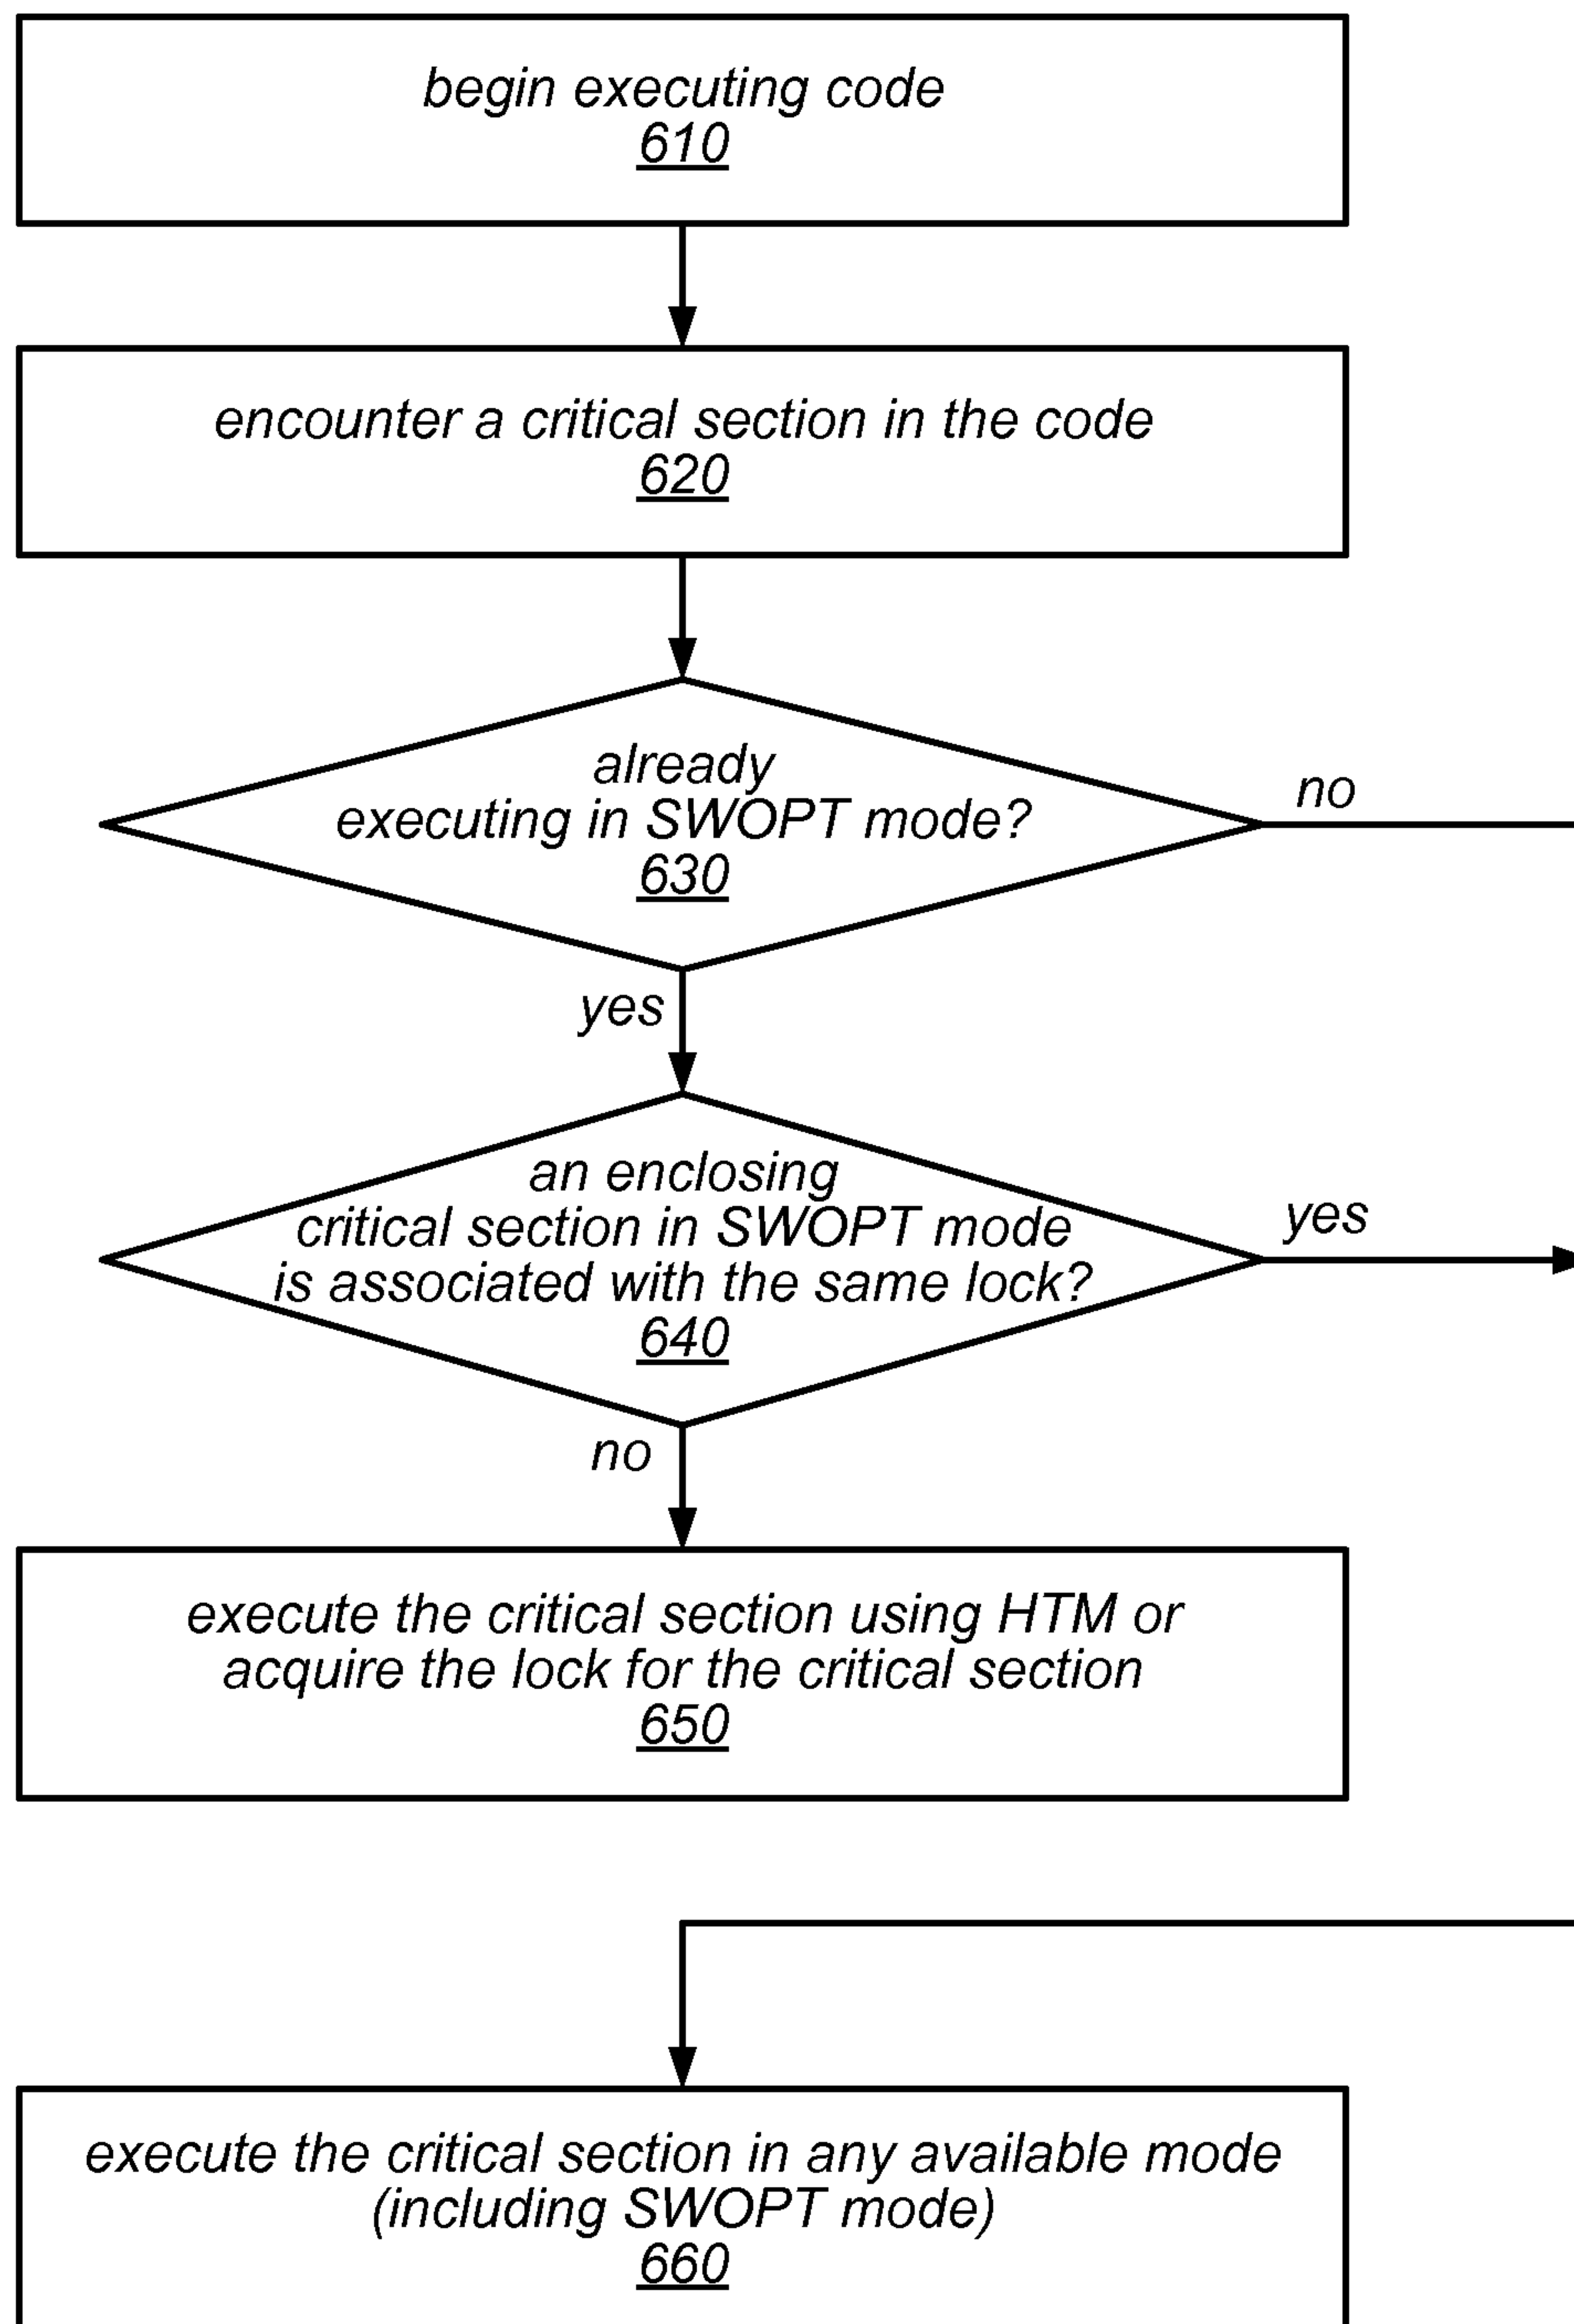 begin executing code
610
encounter a critical section in the code
620
already
executing in SWOPT mode?
630
no
yes
an enclosing
critical section in SWOPT mode
is associated with the same lock?
640
yes
no
execute the critical section using HTM or
acquire the lock for the critical section
650
execute the critical section in any available mode
(including SWOPT mode)
660